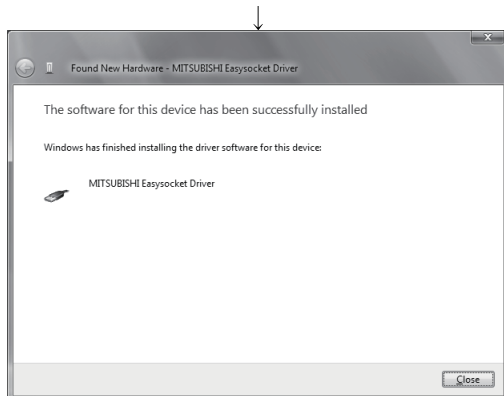 Found New Hardware - MITSUBISHI Easysocket Driver
The software for this device has been successfully installed
Windows has finished installing the driver software for this device:
MITSUBISHI Easysocket Driver
Close